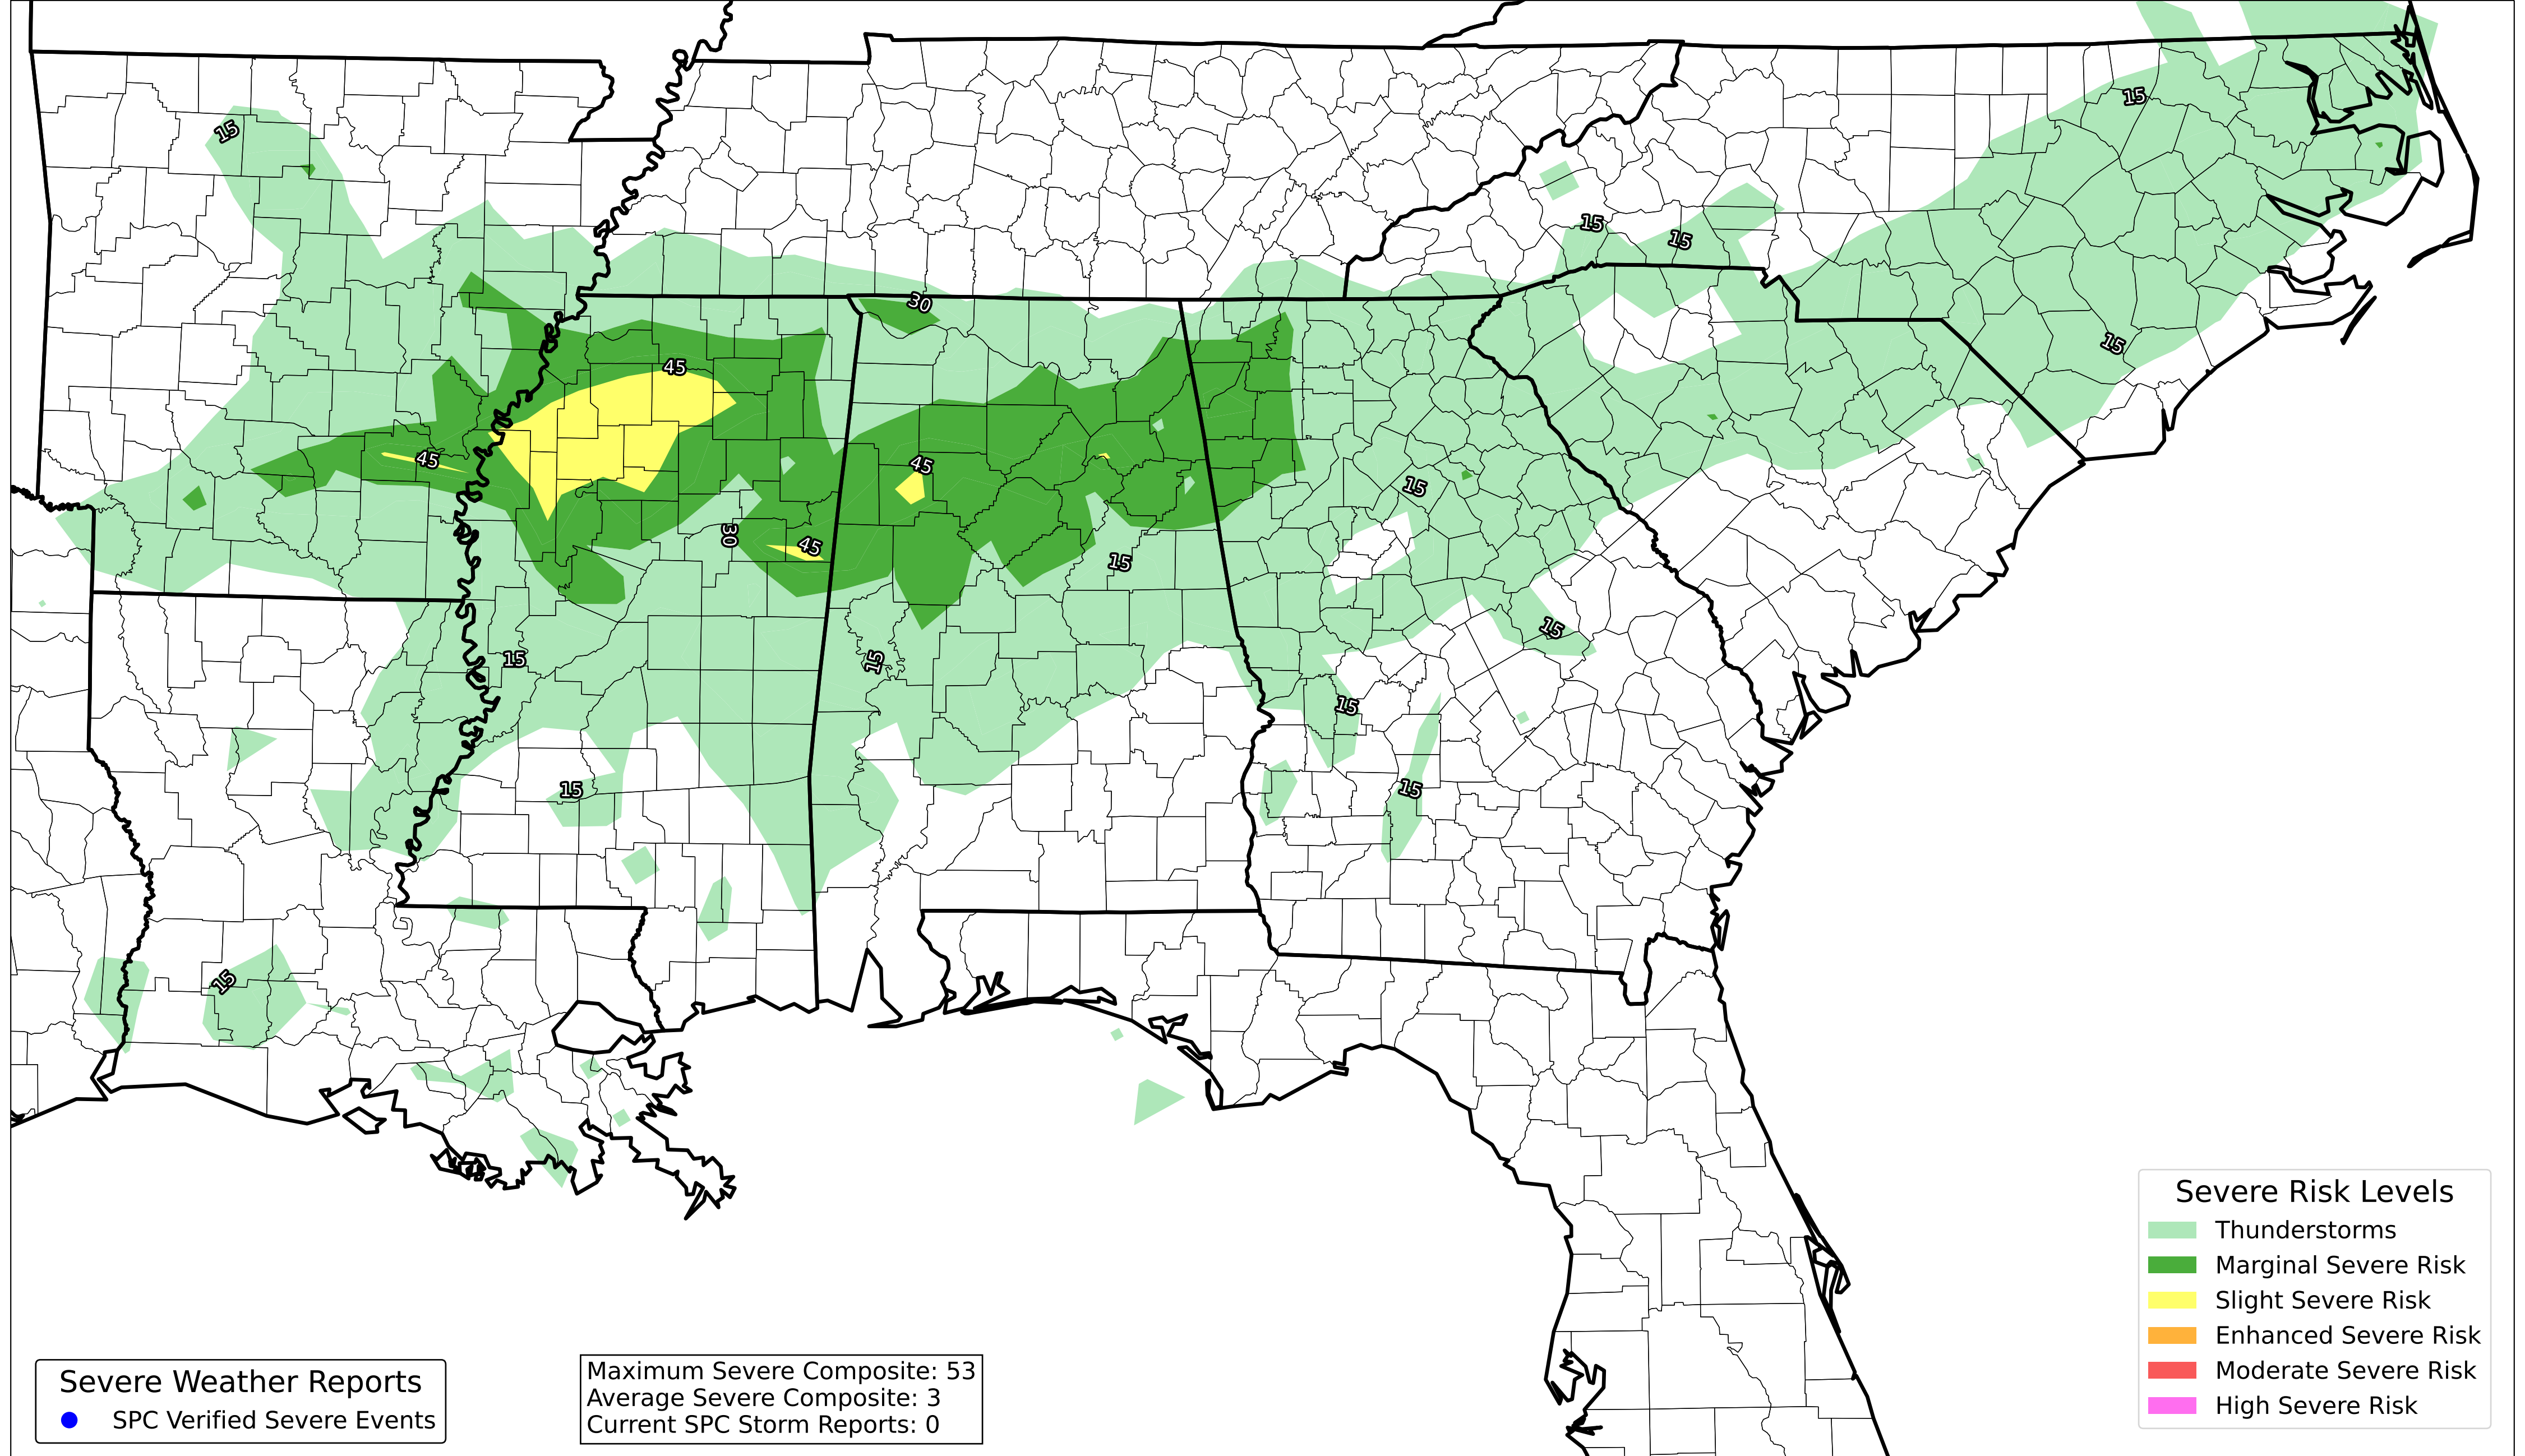 15
15
15
15
30
15
45
45
45
15
30
45
15
15
15
15
15
15
15
15
Severe Risk Levels
Thunderstorms
Marginal Severe Risk
Slight Severe Risk
Enhanced Severe Risk
Moderate Severe Risk
High Severe Risk
Severe Weather Reports
SPC Verified Severe Events
Maximum Severe Composite: 53
Average Severe Composite: 3
Current SPC Storm Reports: 0